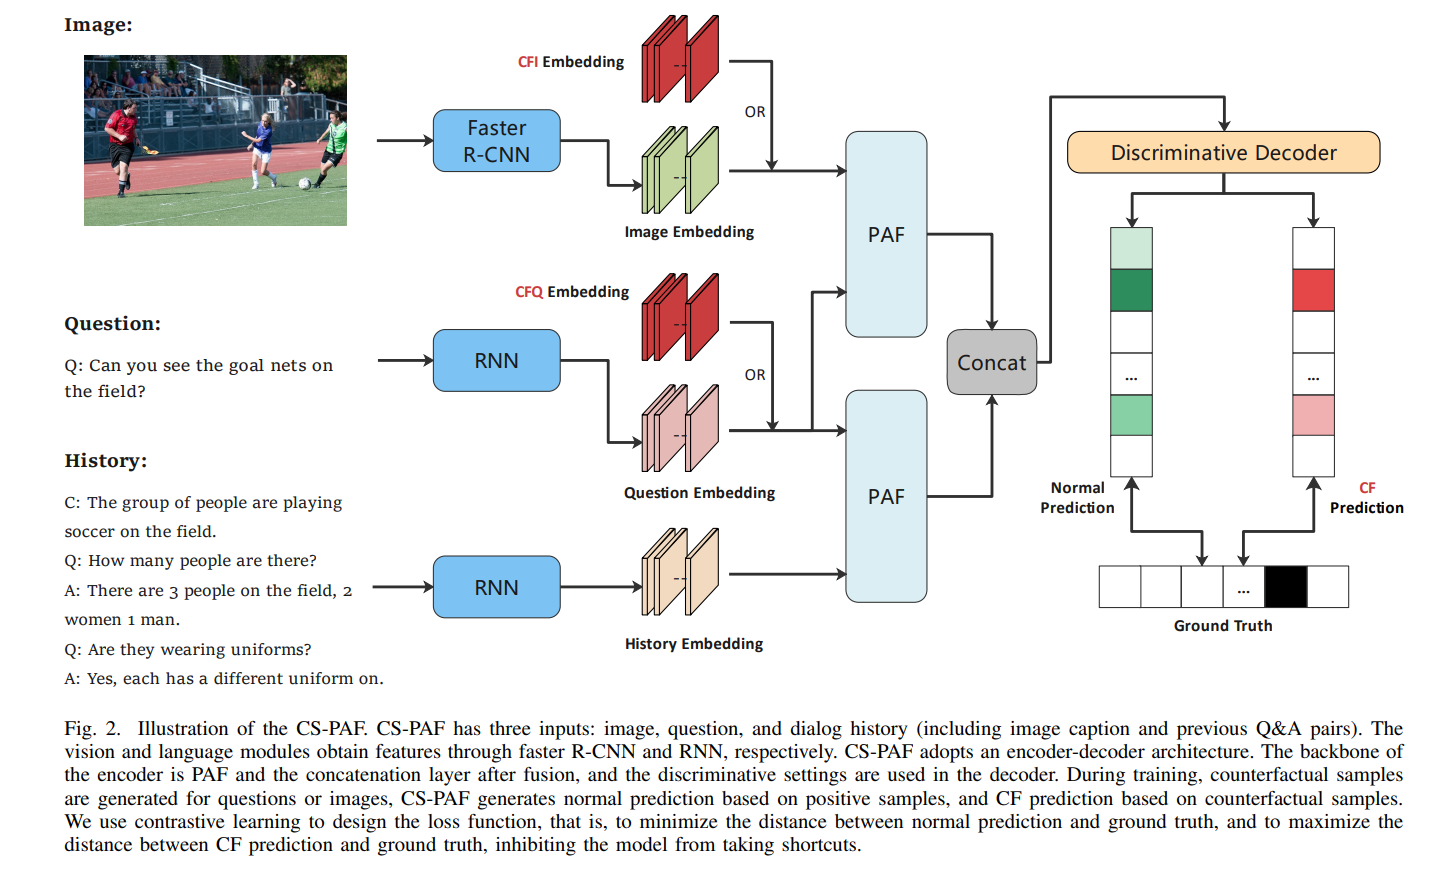 Image:
CFI Embedding
OR
Faster
R-CNN
Image Embedding
PAF
Discriminative Decoder
CFQ Embedding
Question:
Q: Can you see the goal nets on
the field?
RNN
OR
Question Embedding
Concat
PAF
...
...
History:
C: The group of people are playing
soccer on the field.
Q: How many people are there?
A: There are 3 people on the field, 2
women 1 man.
Q: Are they wearing uniforms?
A: Yes, each has a different uniform on.
RNN
History Embedding
Normal
Prediction
CF
Prediction
...
Ground Truth
Fig. 2. Illustration of the CS-PAF. CS-PAF has three inputs: image, question, and dialog history (including image caption and previous Q&A pairs). The
vision and language modules obtain features through faster R-CNN and RNN, respectively. CS-PAF adopts an encoder-decoder architecture. The backbone of
the encoder is PAF and the concatenation layer after fusion, and the discriminative settings are used in the decoder. During training, counterfactual samples
are generated for questions or images, CS-PAF generates normal prediction based on positive samples, and CF prediction based on counterfactual samples.
We use contrastive learning to design the loss function, that is, to minimize the distance between normal prediction and ground truth, and to maximize the
distance between CF prediction and ground truth, inhibiting the model from taking shortcuts.